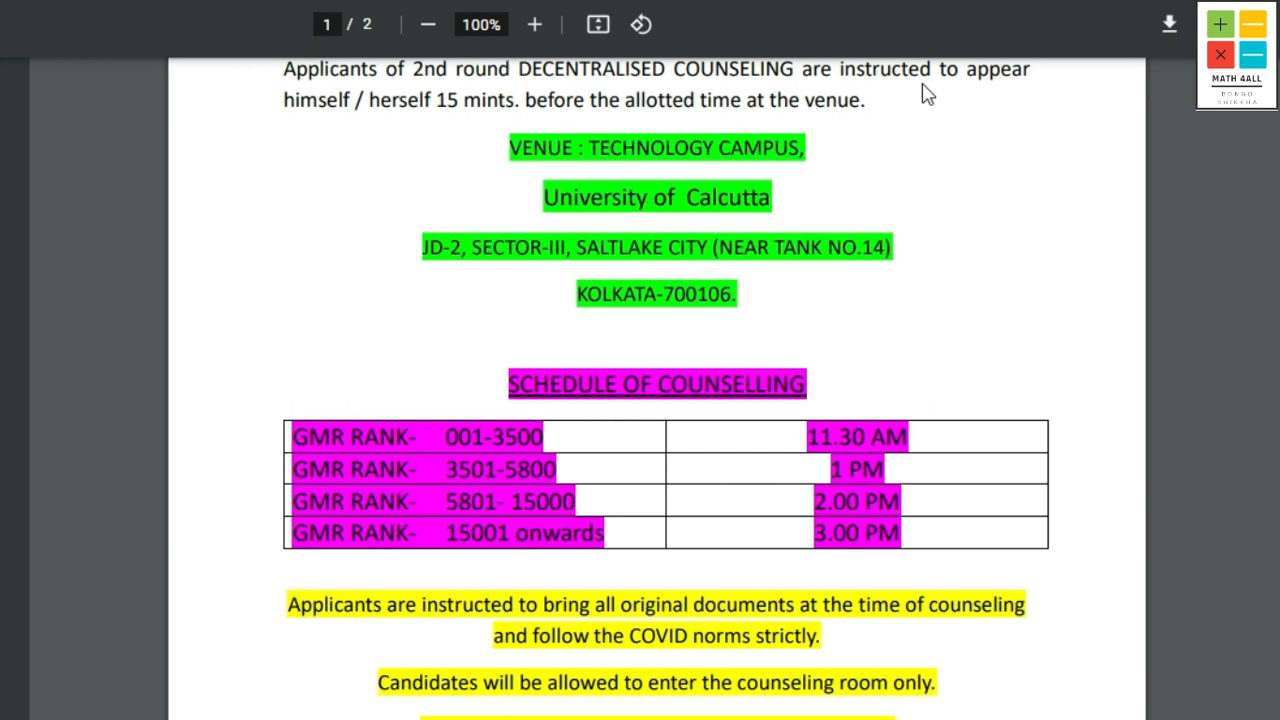 1 / 2 100%
MATH 4ALL
BONGO
SHIKKHA
Applicants of 2nd round DECENTRALISED COUNSELING are instructed to appear
himself / herself 15 mints. before the allotted time at the venue.
VENUE : TECHNOLOGY CAMPUS,
University of Calcutta
JD-2, SECTOR-III, SALTLAKE CITY (NEAR TANK NO.14)
KOLKATA-700106.
SCHEDULE OF COUNSELLING
GMR RANK- 001-3500 11.30 AM
GMR RANK- 3501-5800 1 PM
GMR RANK- 5801- 15000 2.00 PM
GMR RANK- 15001 onwards 3.00 PM
Applicants are instructed to bring all original documents at the time of counseling
and follow the COVID norms strictly.
Candidates will be allowed to enter the counseling room only.